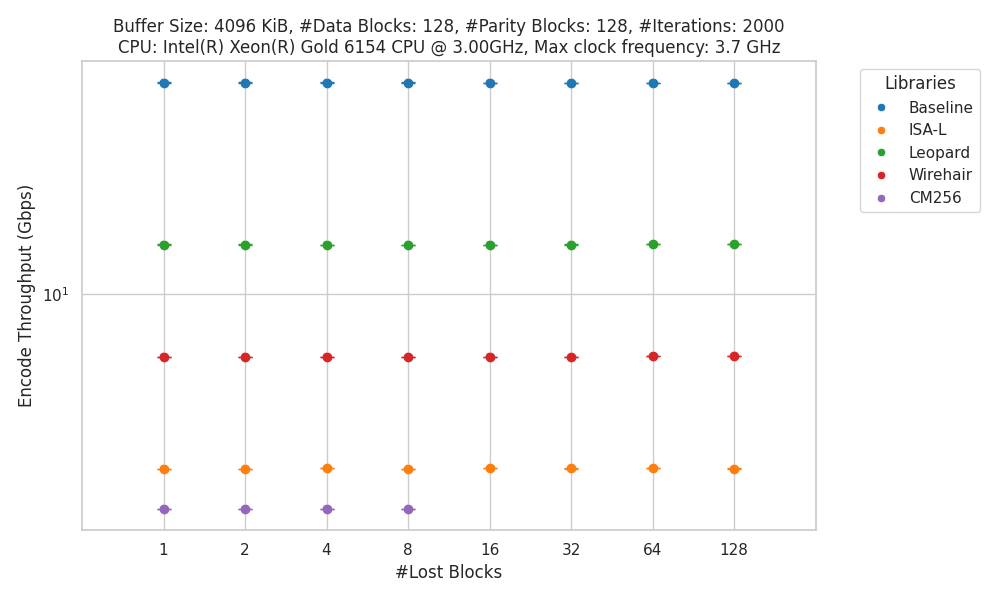 Buffer Size: 4096 KiB, #Data Blocks: 128, #Parity Blocks: 128, #Iterations: 2000
CPU: Intel(R) Xeon(R) Gold 6154 CPU @ 3.00GHz, Max clock frequency: 3.7 GHz
Encode Throughput (Gbps)
10¹
1 2 4 8 16 32 64 128
#Lost Blocks
Libraries
Baseline
ISA-L
Leopard
Wirehair
CM256